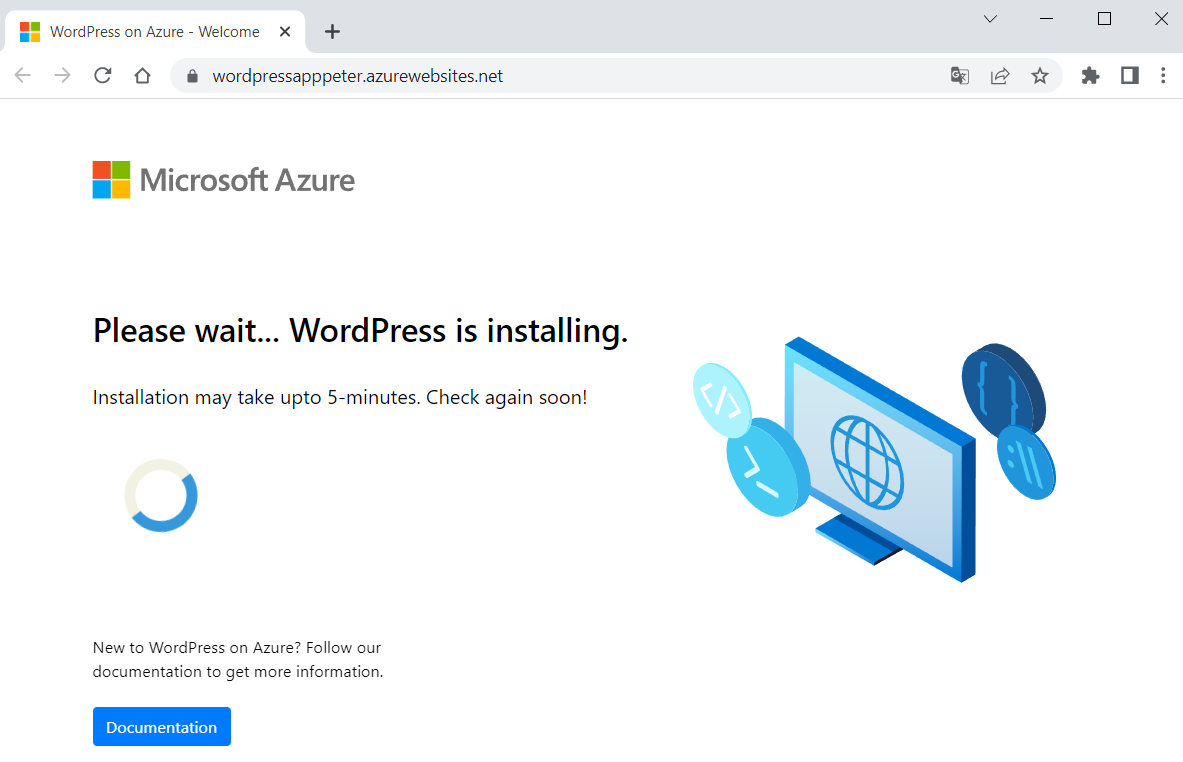 WordPress on Azure - Welcome
wordpressapppeter.azurewebsites.net
Microsoft Azure
Please wait... WordPress is installing.
Installation may take upto 5-minutes. Check again soon!
New to WordPress on Azure? Follow our
documentation to get more information.
Documentation